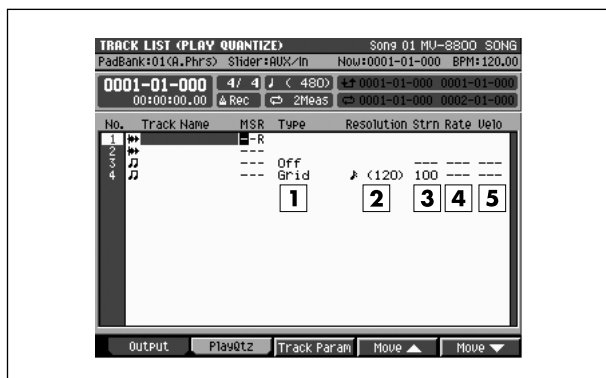 TRACK LIST (PLAY QUANTIZE) Song 01 MV-8800 SONG
PadBank:01(A.Phrs) Slider:AUX/In Now:0001-01-000 BPM:120.00
0001-01-000 4/ 4 ♩ ( 480) 0001-01-000 0001-01-000
00:00:00.00 Rec 2Meas 0001-01-000 0002-01-000
No. Track Name MSR Type Resolution Strn Rate Velo
1 --R
2 ---
3 ♫ --- Off --- --- ---
4 ♫ --- Grid ♪ (120) 100 --- ---
1 2 3 4 5
Output PlayQtz Track Param Move ▲ Move ▼